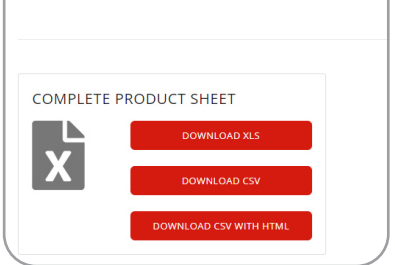 COMPLETE PRODUCT SHEET
X
DOWNLOAD XLS
DOWNLOAD CSV
DOWNLOAD CSV WITH HTML